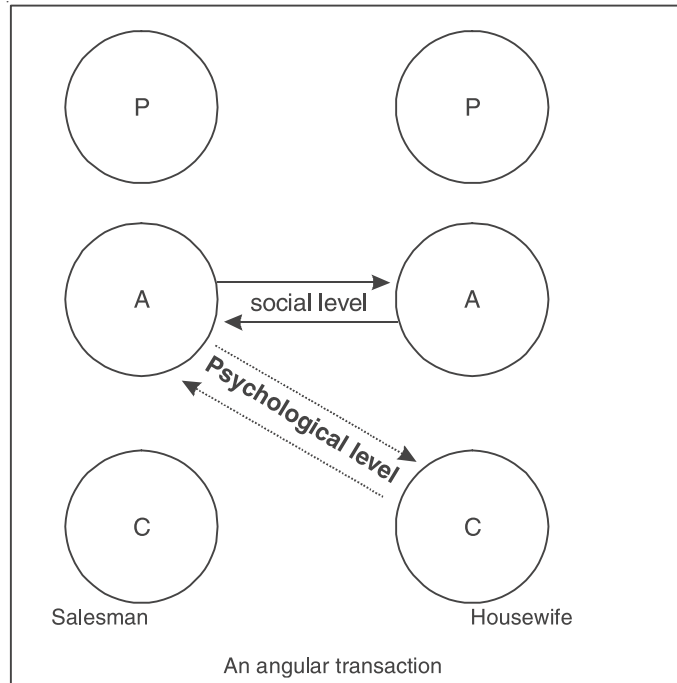 P P
A A
social level
Psychological level
C C
Salesman Housewife
An angular transaction